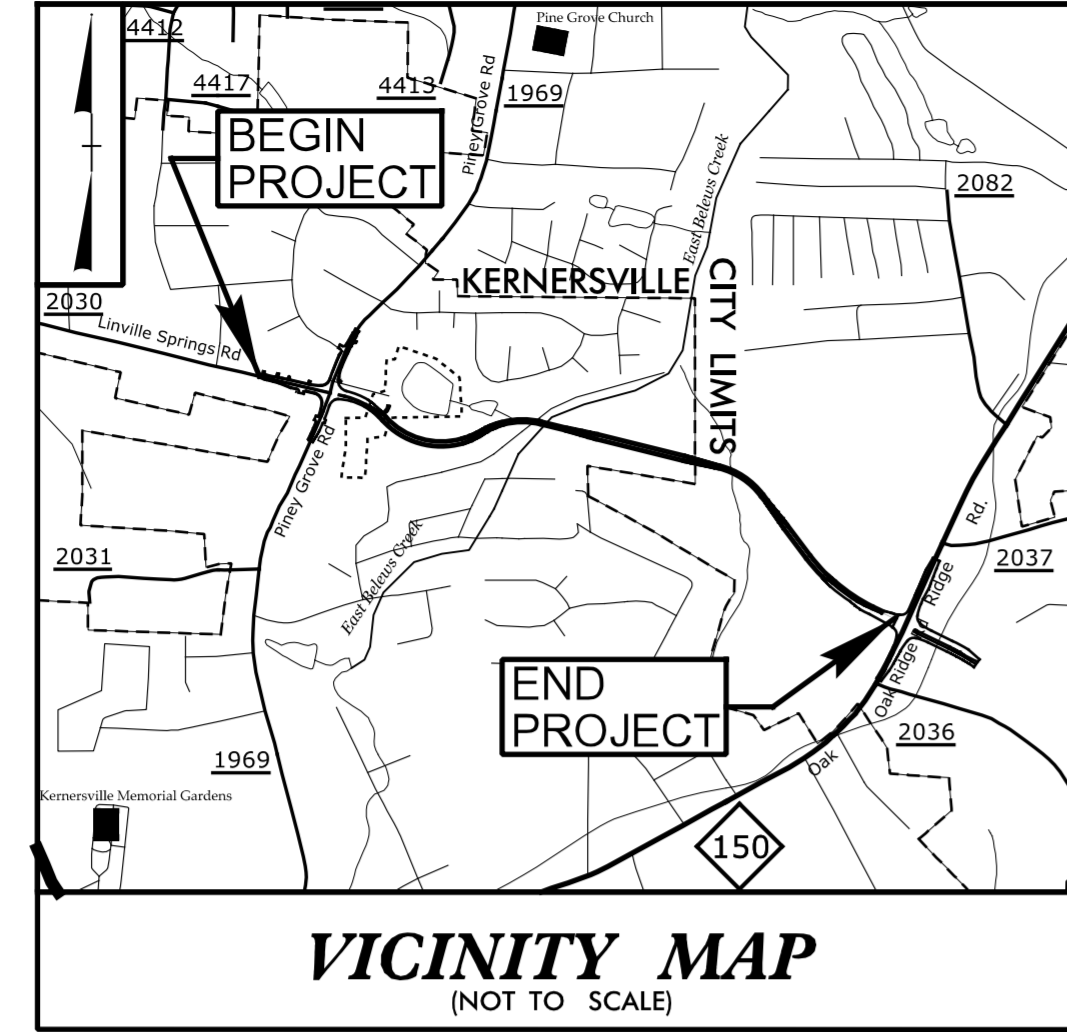 4412
Pine Grove Church
4417
4413
Piney Grove Rd
1969
BEGIN
PROJECT
East Belews Creek
2082
KERNERSVILLE
CITY LIMITS
2030
Linville Springs Rd
Piney Grove Rd
East Belews Creek
2031
Rd.
2037
Ridge
Oak Ridge
END
PROJECT
2036
1969
Oak
Kernersville Memorial Gardens
150
VICINITY MAP
(NOT TO SCALE)